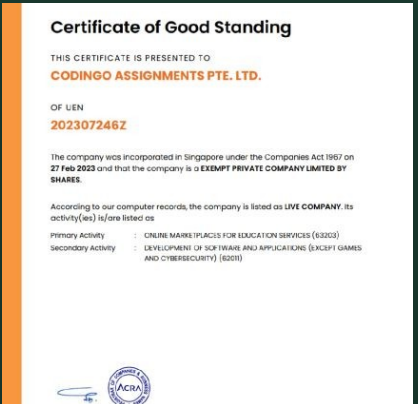 Certificate of Good Standing
THIS CERTIFICATE IS PRESENTED TO
CODINGO ASSIGNMENTS PTE. LTD.
OF UEN
202307246Z
The company was incorporated in Singapore under the Companies Act 1967 on
27 Feb 2023 and that the company is a EXEMPT PRIVATE COMPANY LIMITED BY
SHARES.
According to our computer records, the company is listed as LIVE COMPANY. Its
activity(ies) is/are listed as
Primary Activity : ONLINE MARKETPLACES FOR EDUCATION SERVICES (63203)
Secondary Activity : DEVELOPMENT OF SOFTWARE AND APPLICATIONS (EXCEPT GAMES
AND CYBERSECURITY) (62011)
ACRA